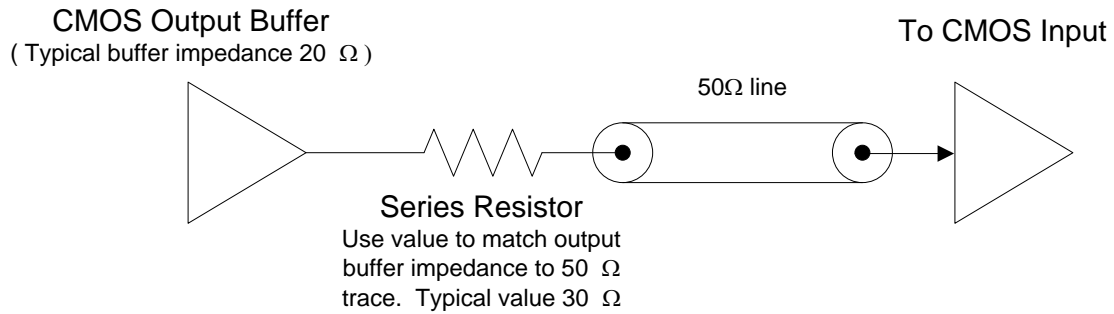 CMOS Output Buffer
( Typical buffer impedance 20 Ω )
To CMOS Input
50Ω line
Series Resistor
Use value to match output
buffer impedance to 50 Ω
trace. Typical value 30 Ω